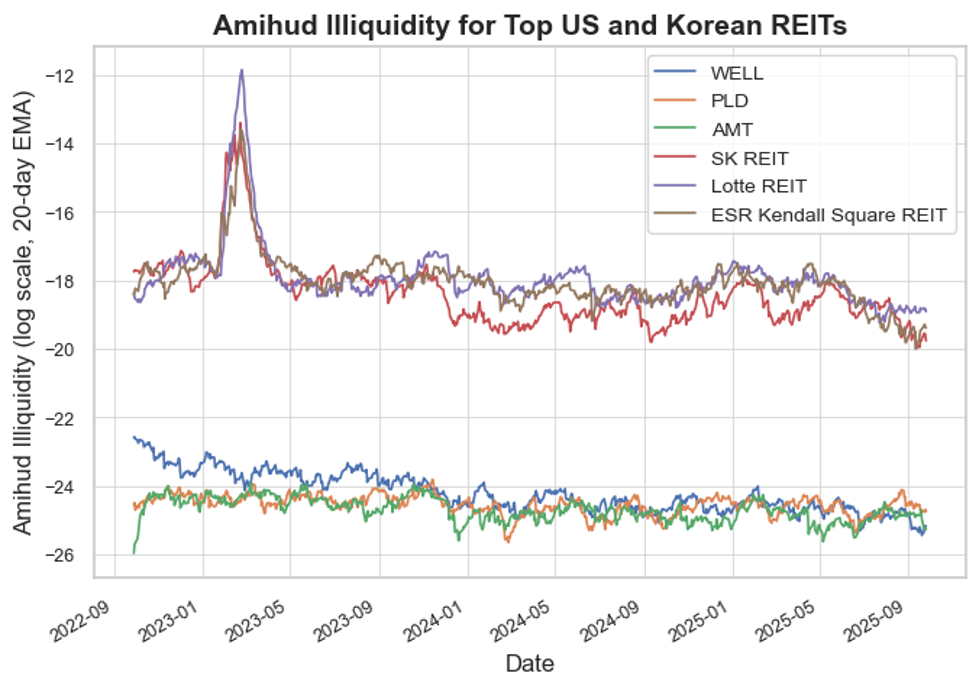 Amihud Illiquidity for Top US and Korean REITs
Amihud Illiquidity (log scale, 20-day EMA)
−12
−14
−16
−18
−20
−22
−24
−26
WELL
PLD
AMT
SK REIT
Lotte REIT
ESR Kendall Square REIT
2022-09
2023-01
2023-05
2023-09
2024-01
2024-05
2024-09
2025-01
2025-05
2025-09
Date